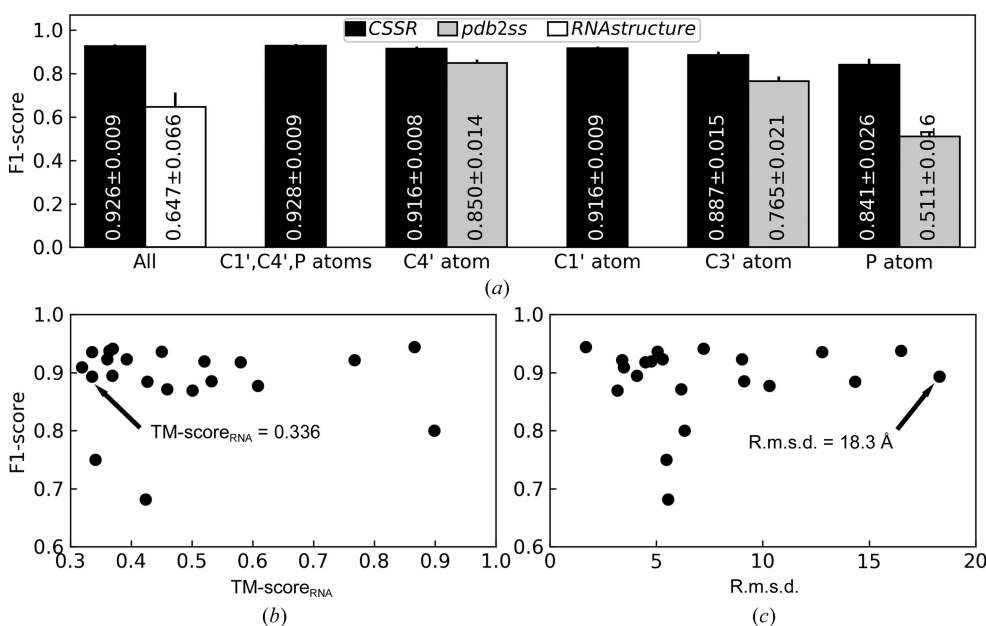 CSSR pdb2ss RNAstructure
F1-score
1.0
0.8
0.6
0.4
0.2
0.0
0.926±0.009
0.647±0.066
0.928±0.009
0.916±0.008
0.850±0.014
0.916±0.009
0.887±0.015
0.765±0.021
0.841±0.026
0.511±0.016
All C1',C4',P atoms C4' atom C1' atom C3' atom P atom
(a)
F1-score
1.0
0.9
0.8
0.7
0.6
TM-scoreRNA = 0.336
0.3 0.4 0.5 0.6 0.7 0.8 0.9 1.0
TM-scoreRNA
(b)
1.0
0.9
0.8
0.7
0.6
R.m.s.d. = 18.3 Å
0 5 10 15 20
R.m.s.d.
(c)